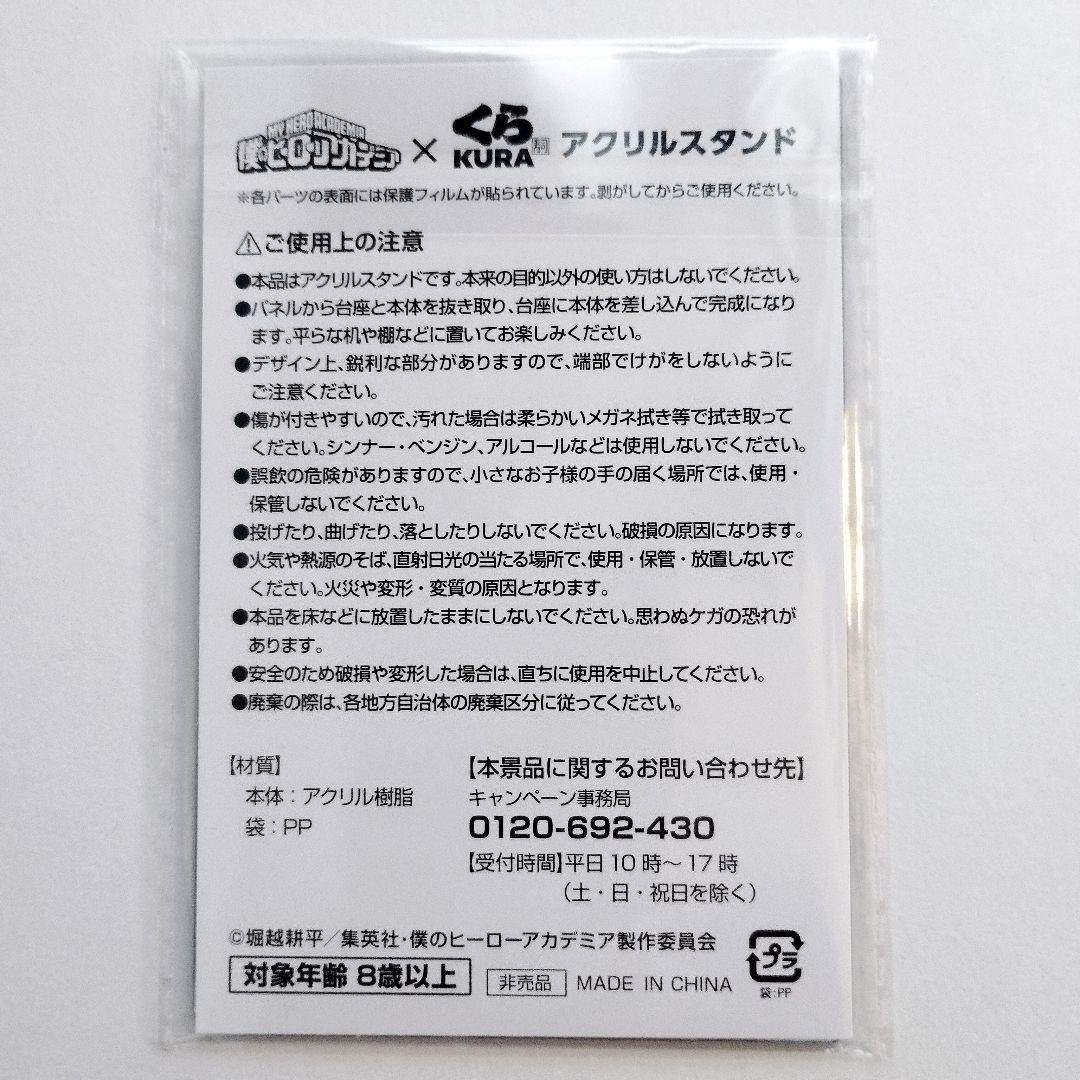 MY HERO ACADEMIA
僕のヒーローアカデミア × くら KURA アクリルスタンド
※各パーツの表面には保護フィルムが貼られています。剥がしてからご使用ください。
⚠ご使用上の注意
●本品はアクリルスタンドです。本来の目的以外の使い方はしないでください。
●パネルから台座と本体を抜き取り、台座に本体を差し込んで完成になり
ます。平らな机や棚などに置いてお楽しみください。
●デザイン上、鋭利な部分がありますので、端部でけがをしないように
ご注意ください。
●傷が付きやすいので、汚れた場合は柔らかいメガネ拭き等で拭き取って
ください。シンナー・ベンジン、アルコールなどは使用しないでください。
●誤飲の危険がありますので、小さなお子様の手の届く場所では、使用・
保管しないでください。
●投げたり、曲げたり、落としたりしないでください。破損の原因になります。
●火気や熱源のそば、直射日光の当たる場所で、使用・保管・放置しないで
ください。火災や変形・変質の原因となります。
●本品を床などに放置したままにしないでください。思わぬケガの恐れが
あります。
●安全のため破損や変形した場合は、直ちに使用を中止してください。
●廃棄の際は、各地方自治体の廃棄区分に従ってください。
【材質】
本体：アクリル樹脂
袋：PP
【本景品に関するお問い合わせ先】
キャンペーン事務局
0120-692-430
【受付時間】平日10時～17時
（土・日・祝日を除く）
©堀越耕平／集英社・僕のヒーローアカデミア製作委員会
対象年齢 8歳以上 非売品 MADE IN CHINA
プラ
袋：PP